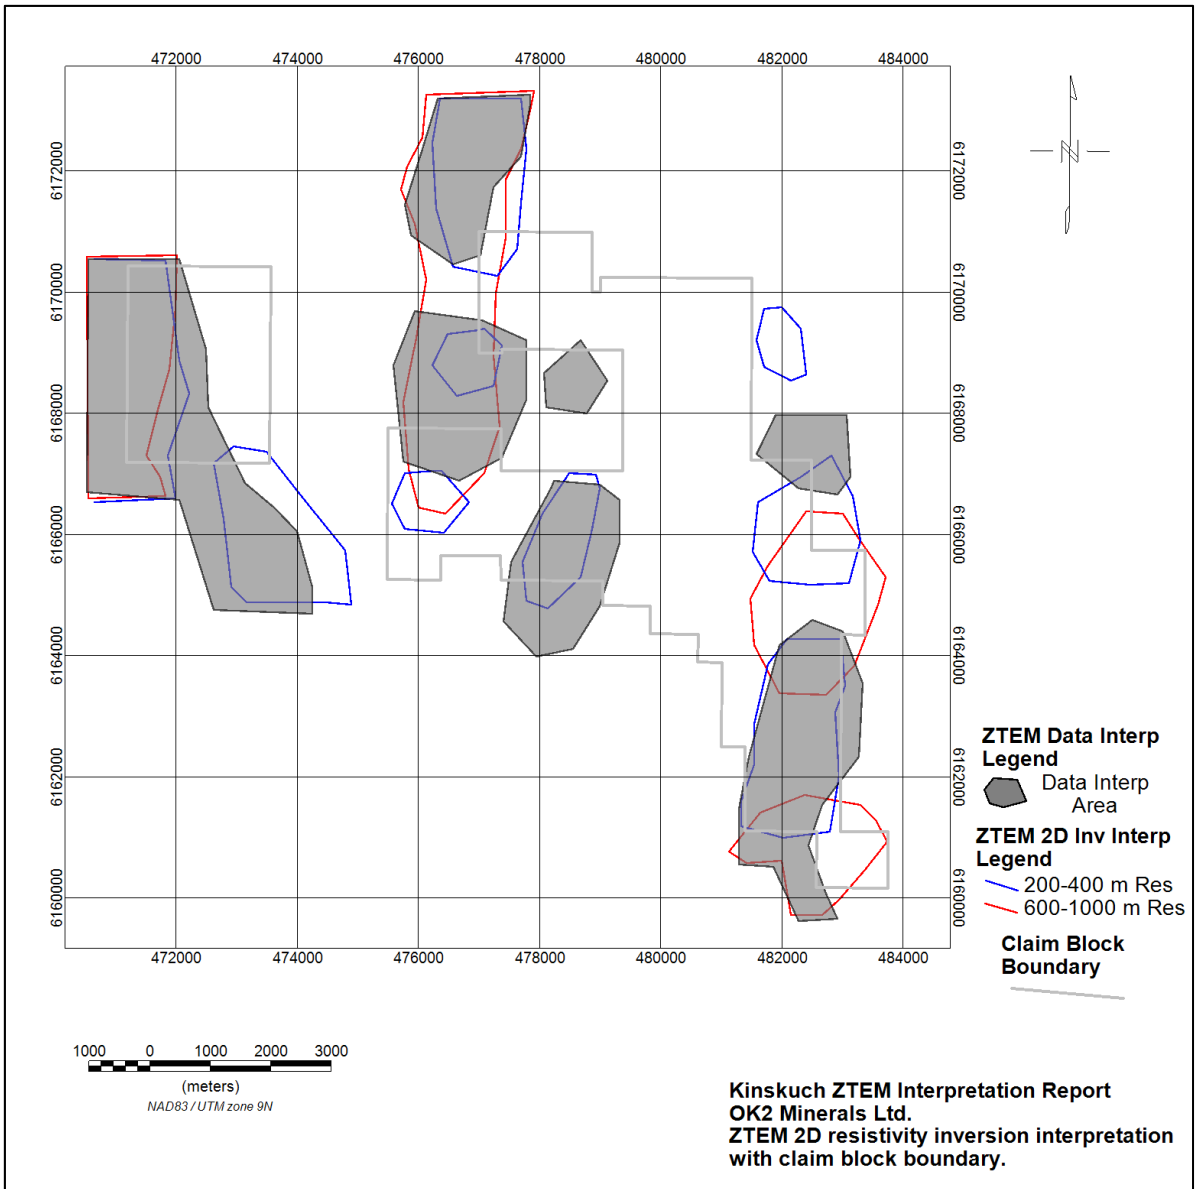 472000 474000 476000 478000 480000 482000 484000
6172000 6172000
6170000 6170000
6168000 6168000
6166000 6166000
6164000 6164000
6162000 6162000
6160000 6160000
472000 474000 476000 478000 480000 482000 484000
N
ZTEM Data Interp
Legend
Data Interp
Area
ZTEM 2D Inv Interp
Legend
200-400 m Res
600-1000 m Res
Claim Block
Boundary
1000 0 1000 2000 3000
(meters)
NAD83 / UTM zone 9N
Kinskuch ZTEM Interpretation Report
OK2 Minerals Ltd.
ZTEM 2D resistivity inversion interpretation
with claim block boundary.